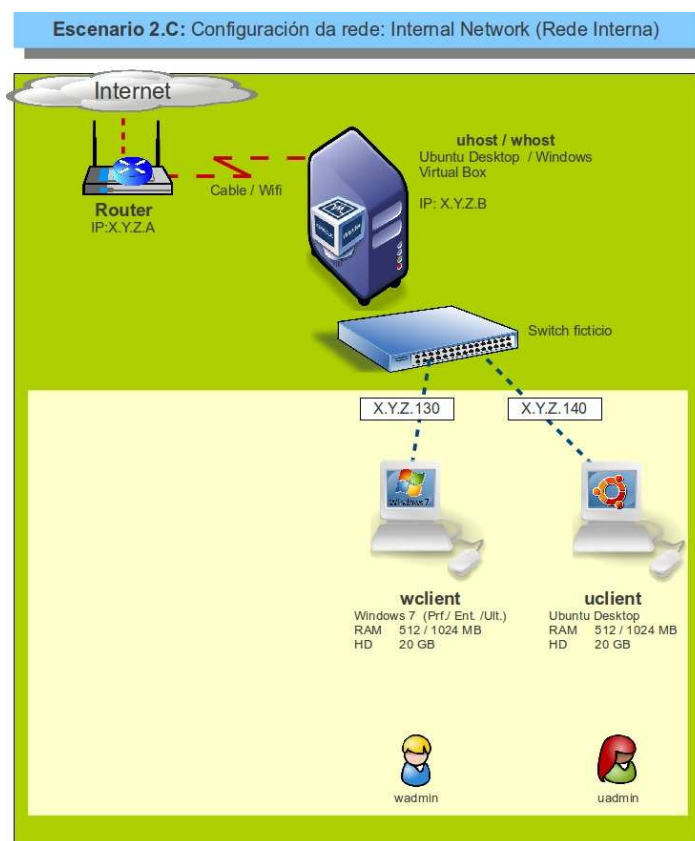 Escenario 2.C: Configuración da rede: Internal Network (Rede Interna)
Internet
uhost / whost
Ubuntu Desktop / Windows
Virtual Box
IP: X.Y.Z.B
Cable / Wifi
Router
IP:X.Y.Z.A
Switch ficticio
X.Y.Z.130
X.Y.Z.140
wclient
Windows 7 (Prf./ Ent. /Ult.)
RAM 512 / 1024 MB
HD 20 GB
uclient
Ubuntu Desktop
RAM 512 / 1024 MB
HD 20 GB
wadmin
uadmin